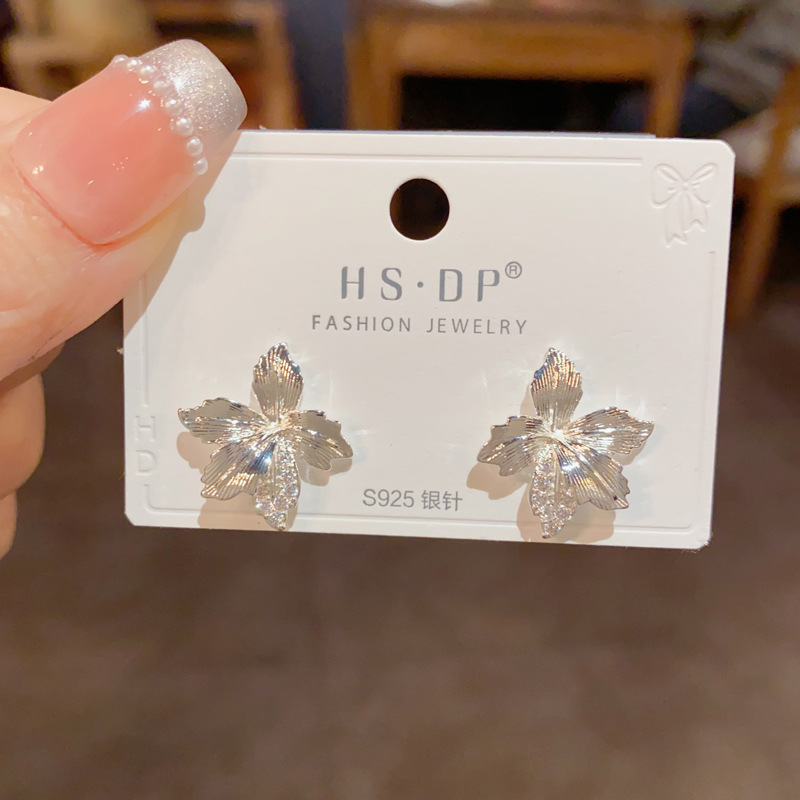 HS·DP®
FASHION JEWELRY
H
D
S925 银针